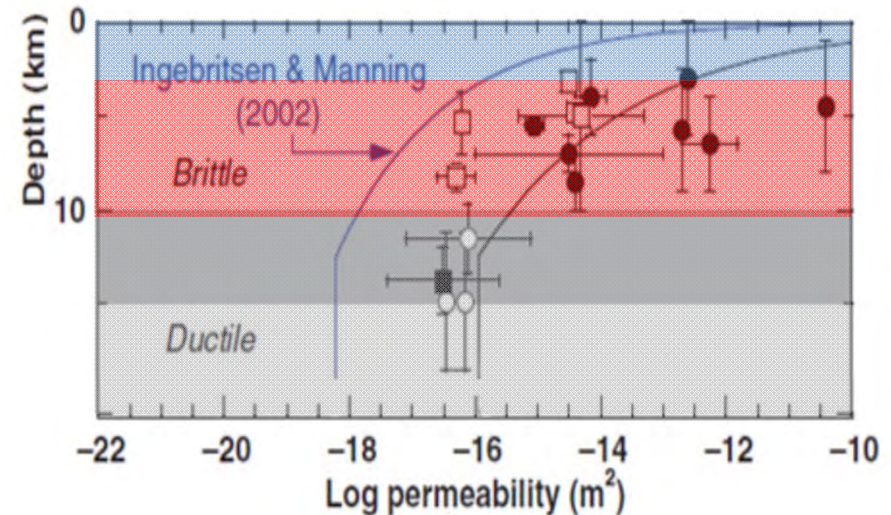 0
Depth (km)
Ingebritsen & Manning
(2002)
Brittle
10
Ductile
–22
–20
–18
–16
–14
–12
–10
Log permeability (m²)